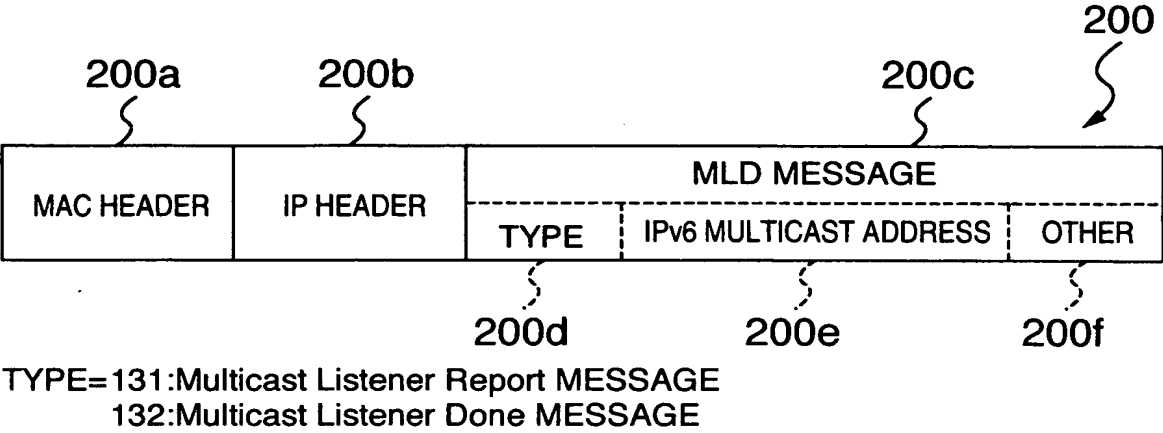 200
200a 200b 200c
MAC HEADER IP HEADER MLD MESSAGE
TYPE IPv6 MULTICAST ADDRESS OTHER
200d 200e 200f
TYPE=131:Multicast Listener Report MESSAGE
132:Multicast Listener Done MESSAGE